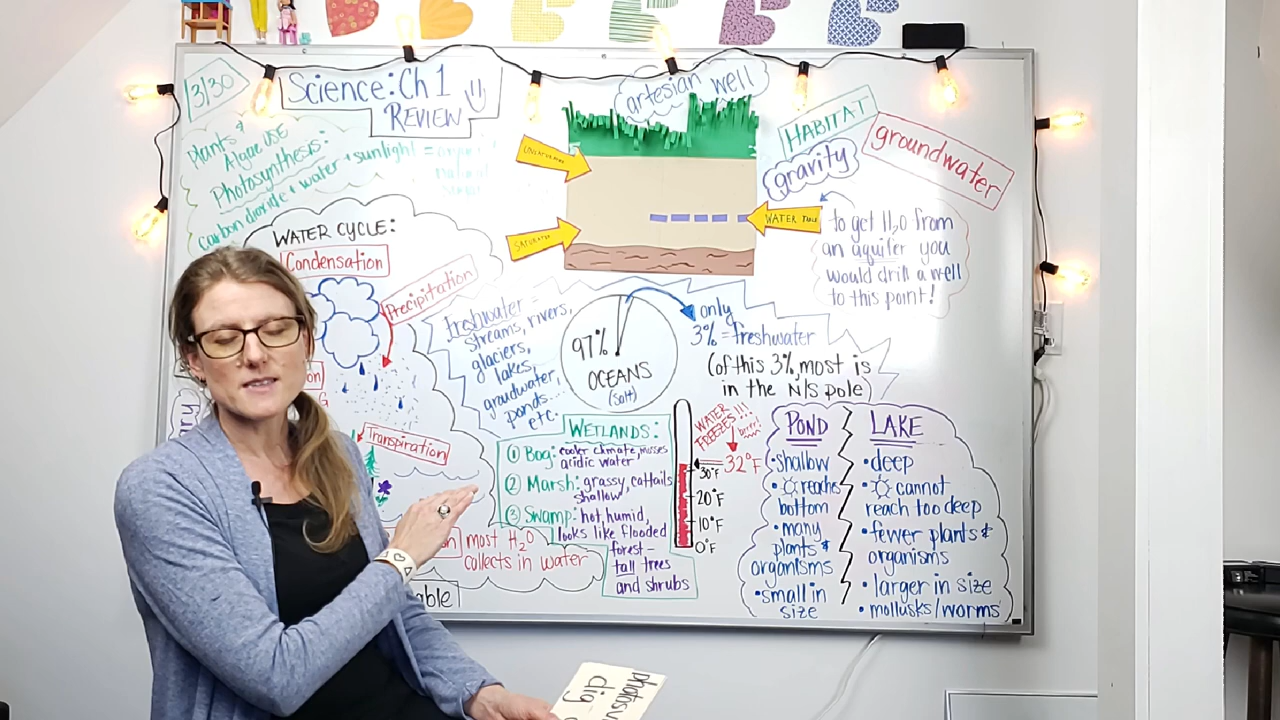 3/30
Science: Ch 1
REVIEW
Plants &
Algae USE
Photosynthesis:
carbon dioxide + water + sunlight =
artesian well
WATER TABLE
HABITAT
groundwater
gravity
to get H2O from
an aquifer you
would drill a well
to this point!
WATER CYCLE:
Condensation
Precipitation
Transpiration
most H2O
collects in water
able
freshwater =
streams, rivers,
glaciers,
lakes,
groudwater,
ponds...
etc.
97%
OCEANS
(salt)
only
3% = freshwater
(of this 3%, most is
in the N/S pole)
WETLANDS:
① Bog: cooler climate, mosses
acidic water
② Marsh: grassy, cattails
shallow
③ Swamp: hot, humid,
looks like flooded
forest-
tall trees
and shrubs
WATER
FREEZES!!!
brrr!
32°F
30°F
20°F
10°F
0°F
POND
•shallow
•reaches
bottom
•many
plants &
organisms
•small in
size
LAKE
•deep
•cannot
reach too deep
•fewer plants &
organisms
•larger in size
•mollusks/worms
dig